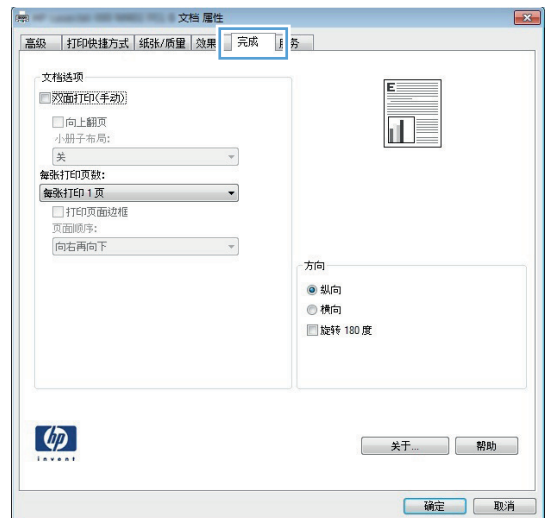 文档 属性
高级 打印快捷方式 纸张/质量 效果 完成 服务
文档选项
双面打印(手动)
向上翻页
小册子布局:
关
每张打印页数:
每张打印 1 页
打印页面边框
页面顺序:
向右再向下
E
方向
纵向
横向
旋转 180 度
hp
invent
关于... 帮助
确定 取消